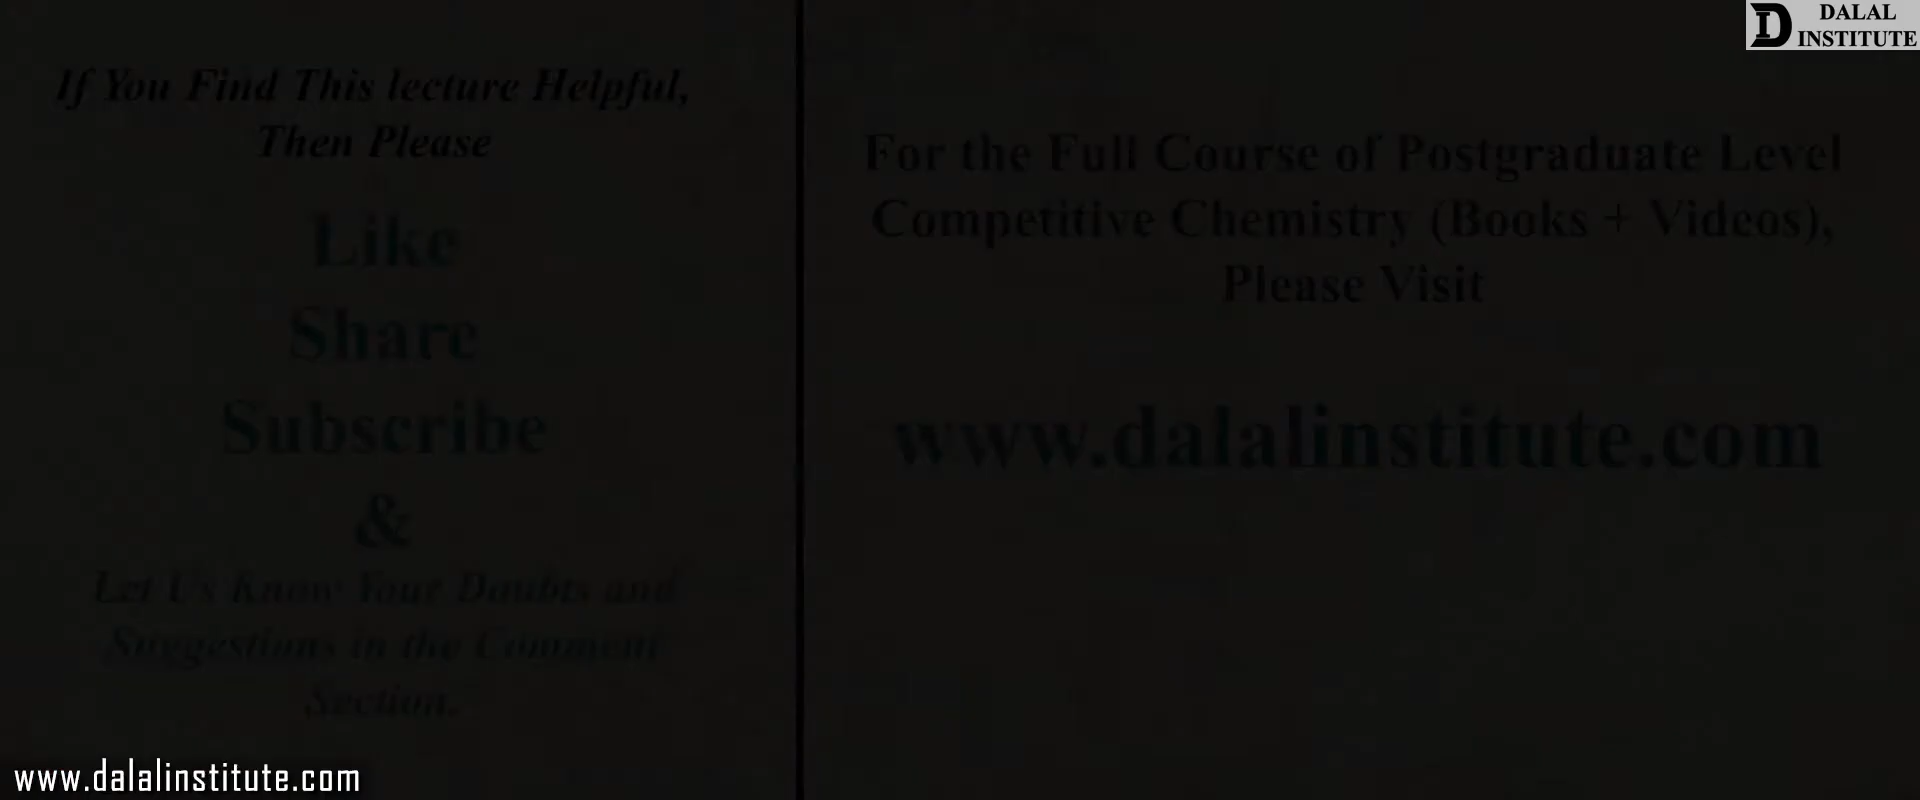 DALAL
INSTITUTE
If You Find This lecture Helpful,
Then Please
Like
Share
Subscribe
&
Let Us Know Your Doubts and
Suggestions in the Comment
Section.
For the Full Course of Postgraduate Level
Competitive Chemistry (Books + Videos),
Please Visit
www.dalalinstitute.com
www.dalalinstitute.com